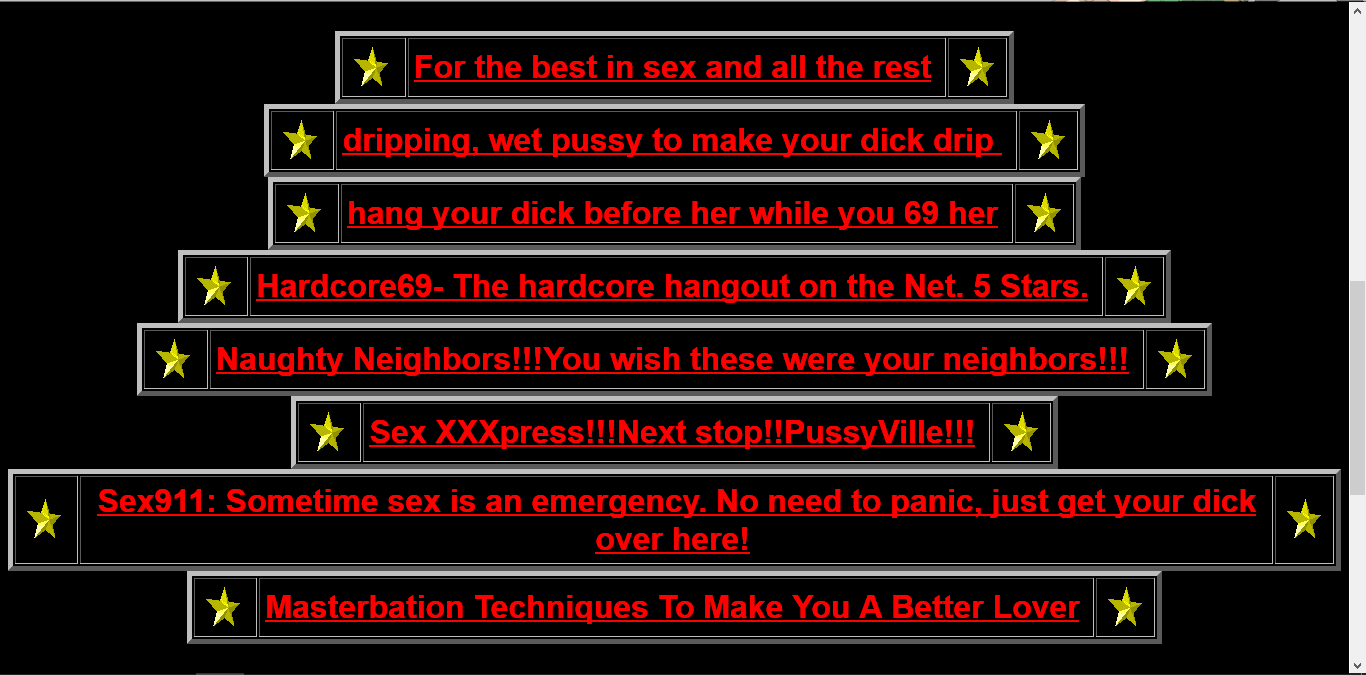 For the best in sex and all the rest
dripping, wet pussy to make your dick drip
hang your dick before her while you 69 her
Hardcore69- The hardcore hangout on the Net. 5 Stars.
Naughty Neighbors!!!You wish these were your neighbors!!!
Sex XXXpress!!!Next stop!!PussyVille!!!
Sex911: Sometime sex is an emergency. No need to panic, just get your dick
over here!
Masterbation Techniques To Make You A Better Lover